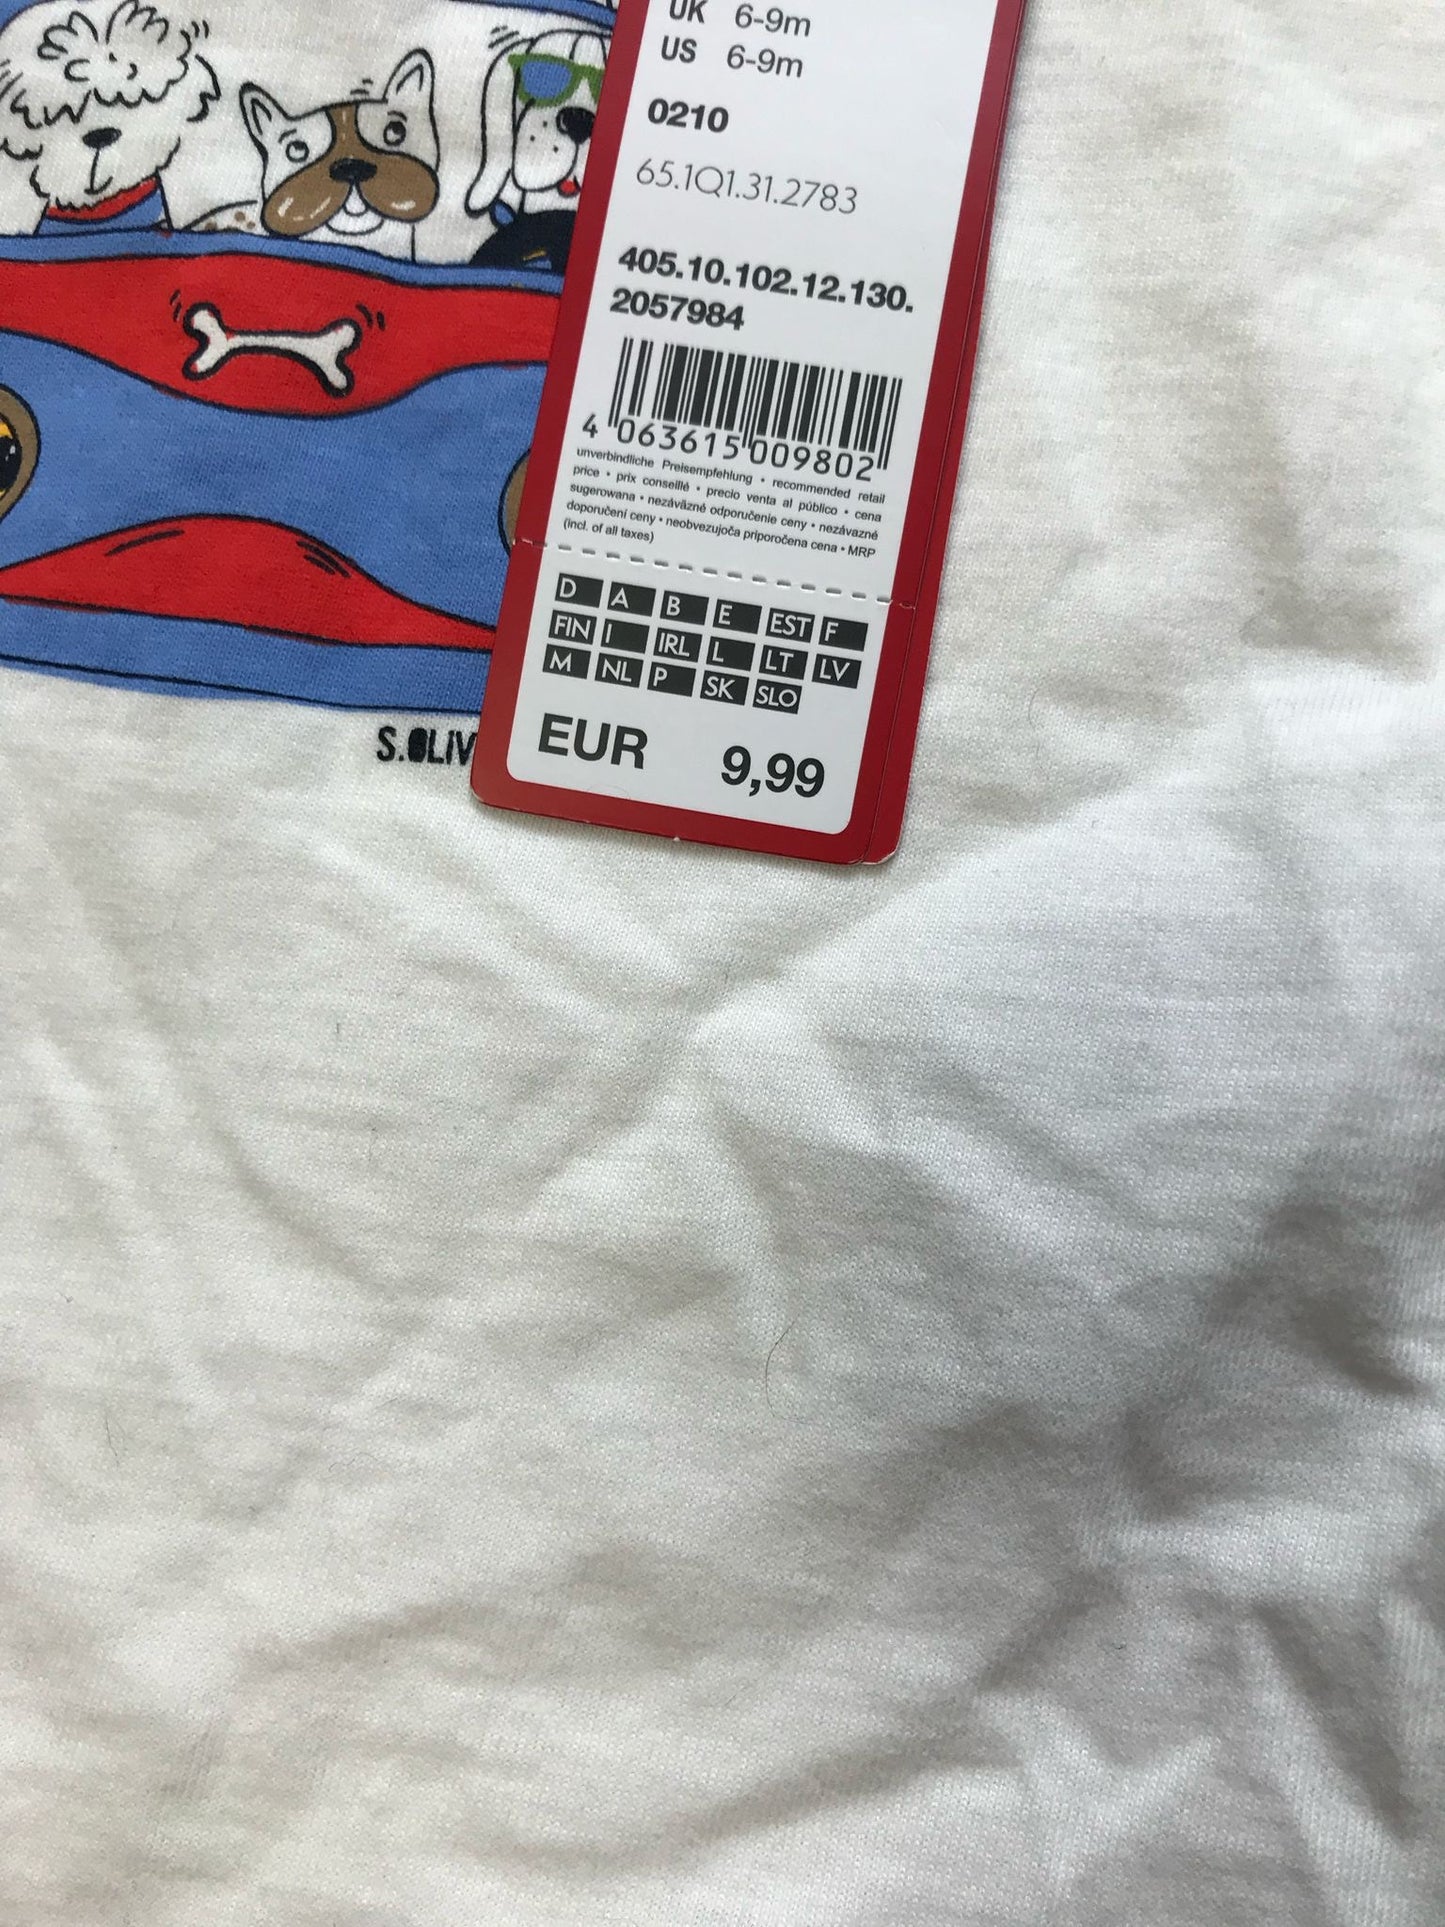 UK 6-9m
US 6-9m
0210
65.1Q1.31.2783
405.10.102.12.130.
2057984
4 063615 009802
unverbindliche Preisempfehlung • recommended retail
price • prix conseillé • precio venta al público • cena
sugerowana • nezáväzné odporučenie ceny • nezávazné
doporučení ceny • neobvezujoča priporočena cena • MRP
(incl. of all taxes)
D A B E EST F
FIN I IRL L LT LV
M NL P SK SLO
EUR 9,99
S.OLIV